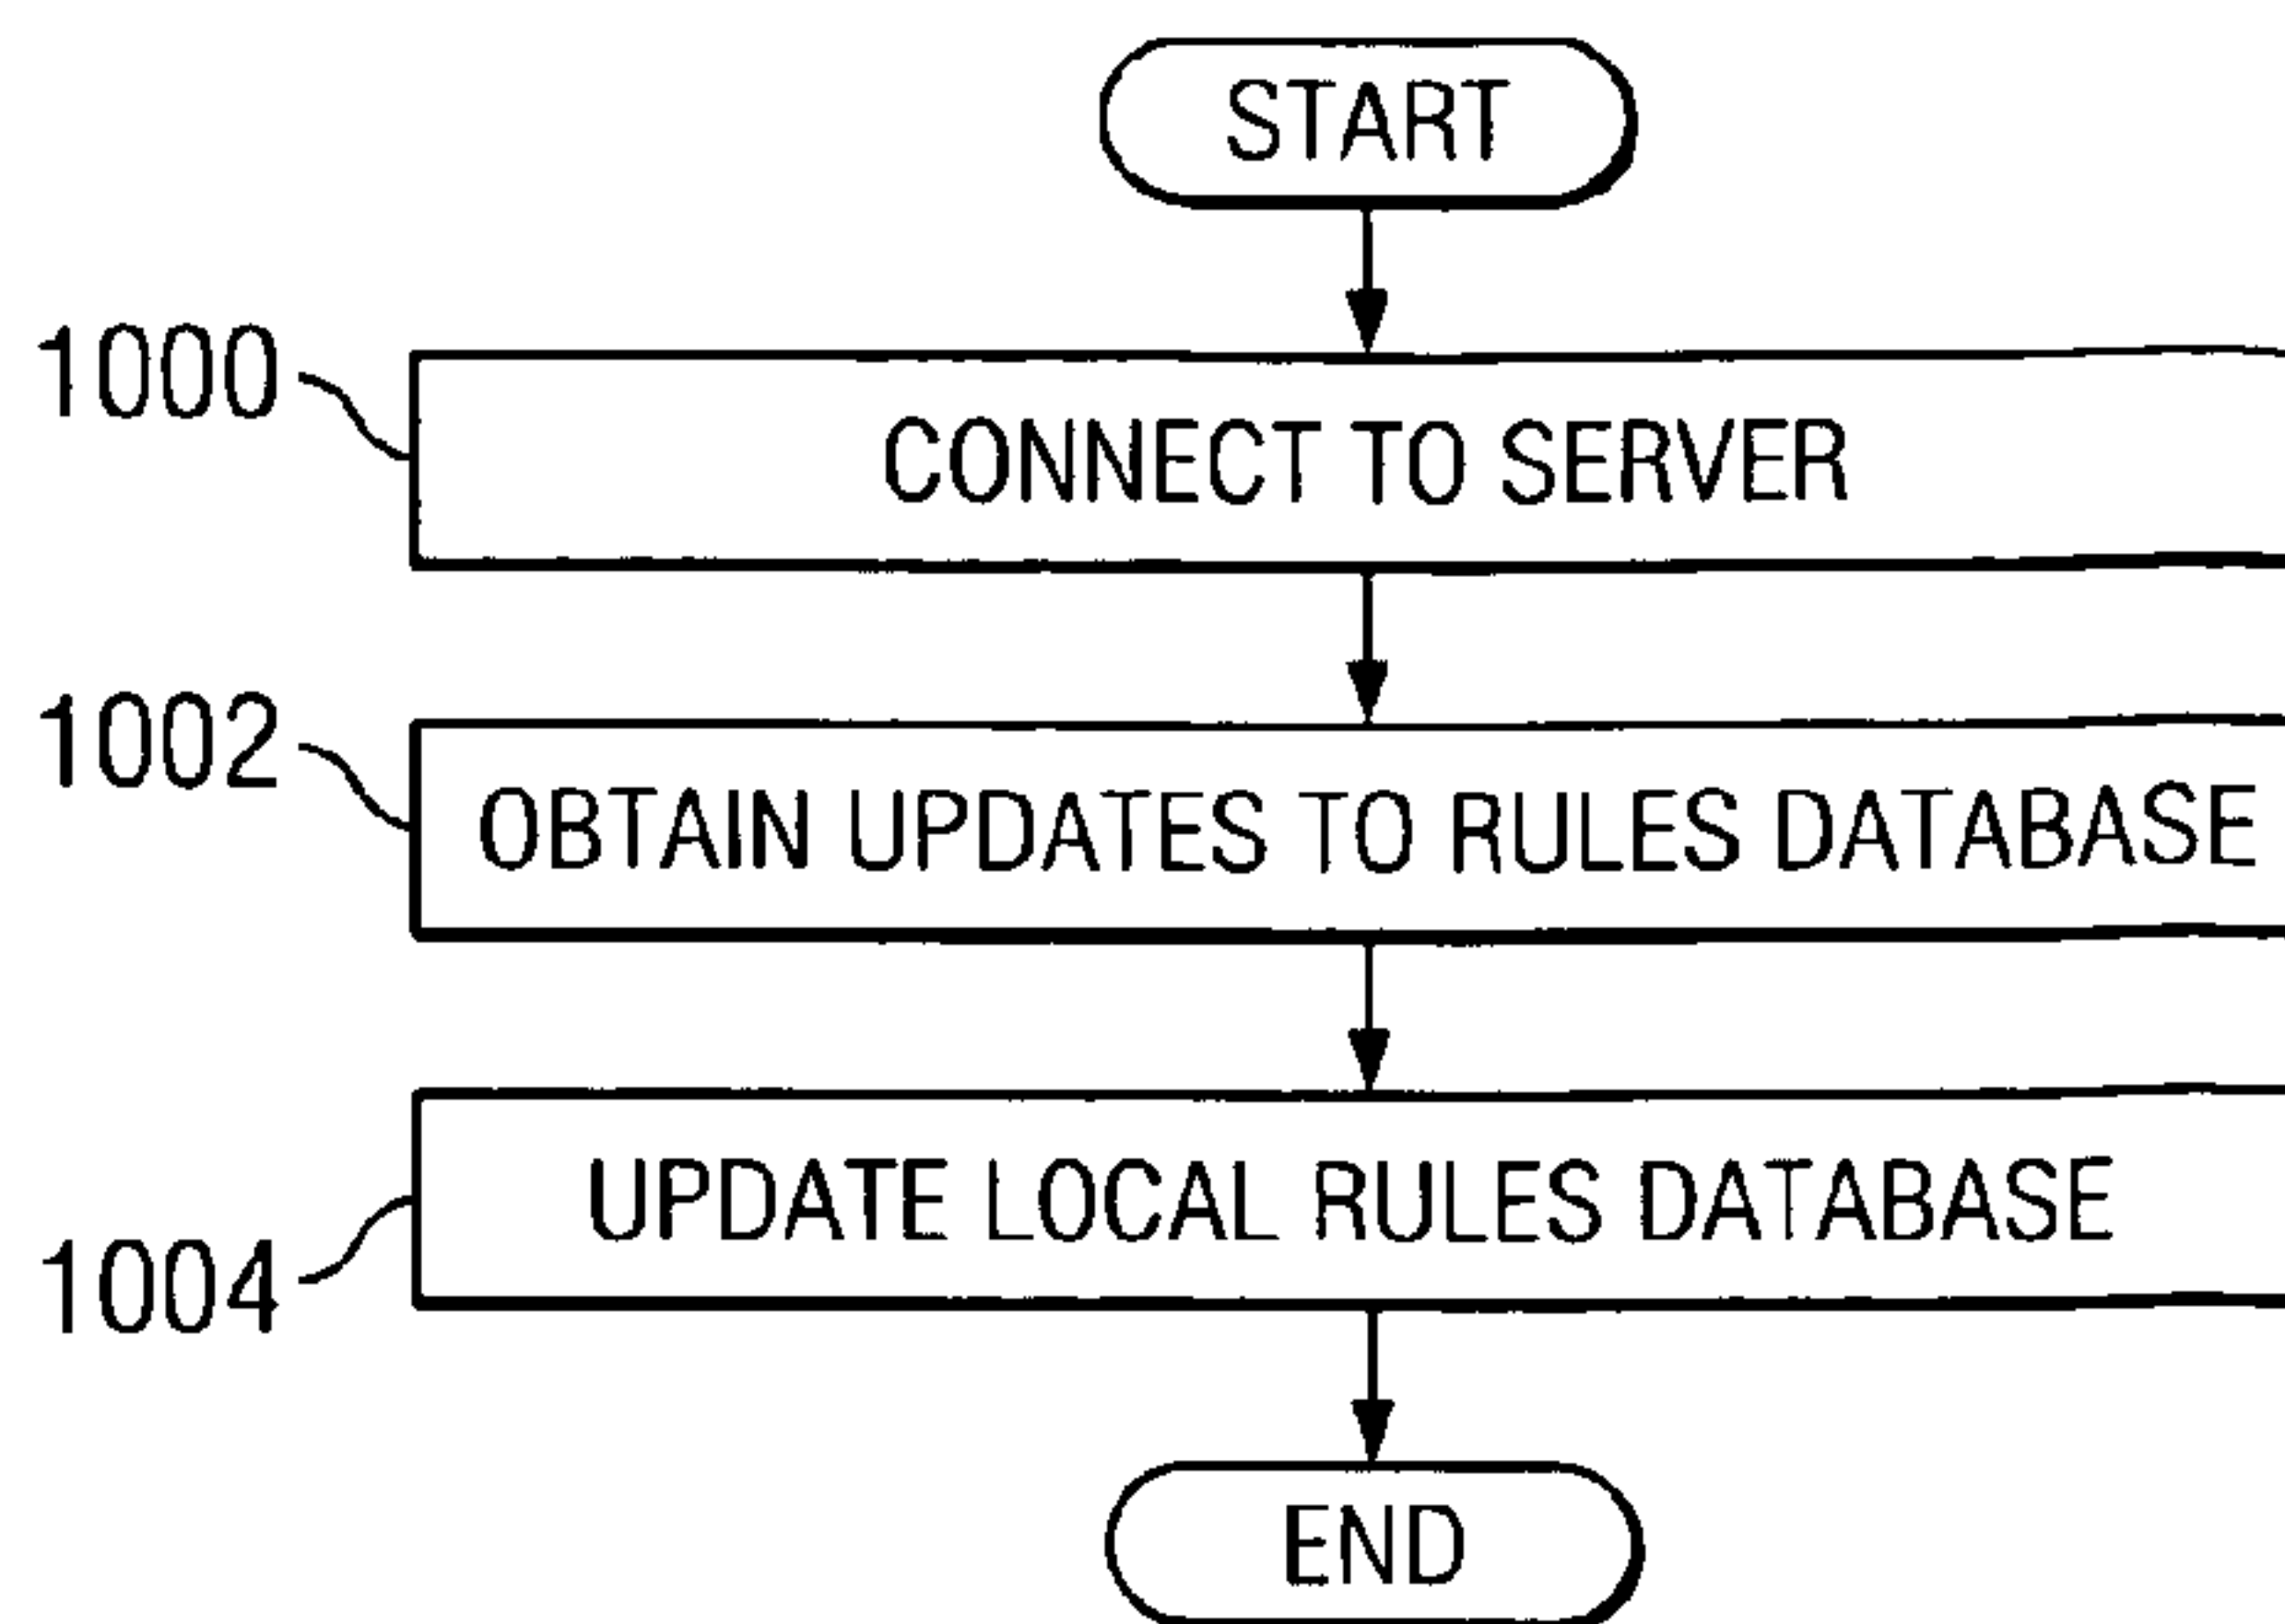 START
1000
CONNECT TO SERVER
1002
OBTAIN UPDATES TO RULES DATABASE
UPDATE LOCAL RULES DATABASE
1004
END